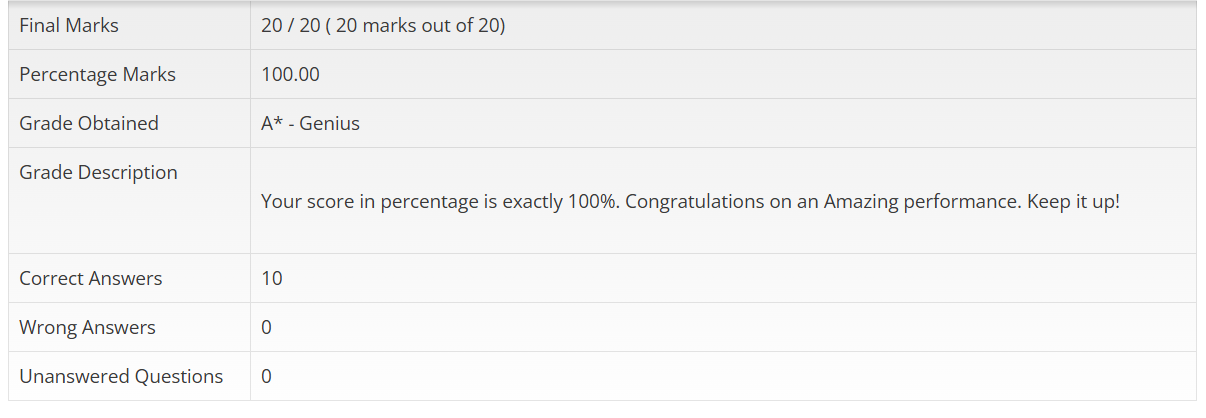 Final Marks 20 / 20 ( 20 marks out of 20)
Percentage Marks 100.00
Grade Obtained A* - Genius
Grade Description
Your score in percentage is exactly 100%. Congratulations on an Amazing performance. Keep it up!
Correct Answers 10
Wrong Answers 0
Unanswered Questions 0